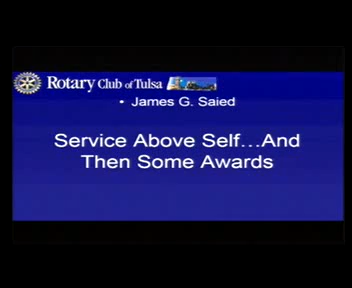 Rotary Club of Tulsa
• James G. Saied
Service Above Self...And
Then Some Awards